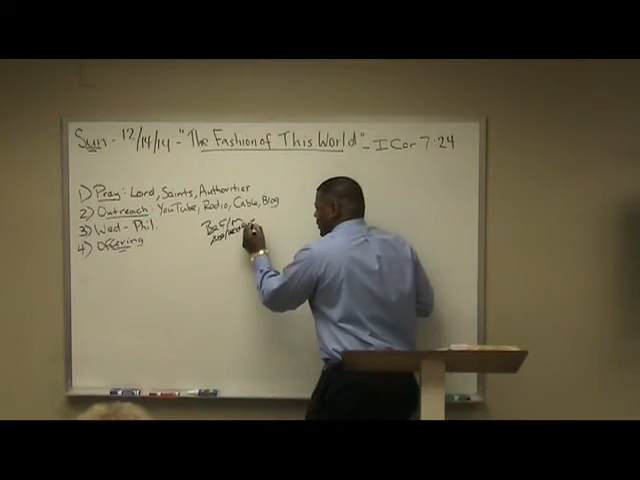 Sun - 12/14/14 - "The Fashion of This World" - I Cor 7:24
1) Pray: Lord, Saints, Authorities
2) Outreach: YouTube, Radio, Cable, Blog
3) Wed - Phil.
4) Offering